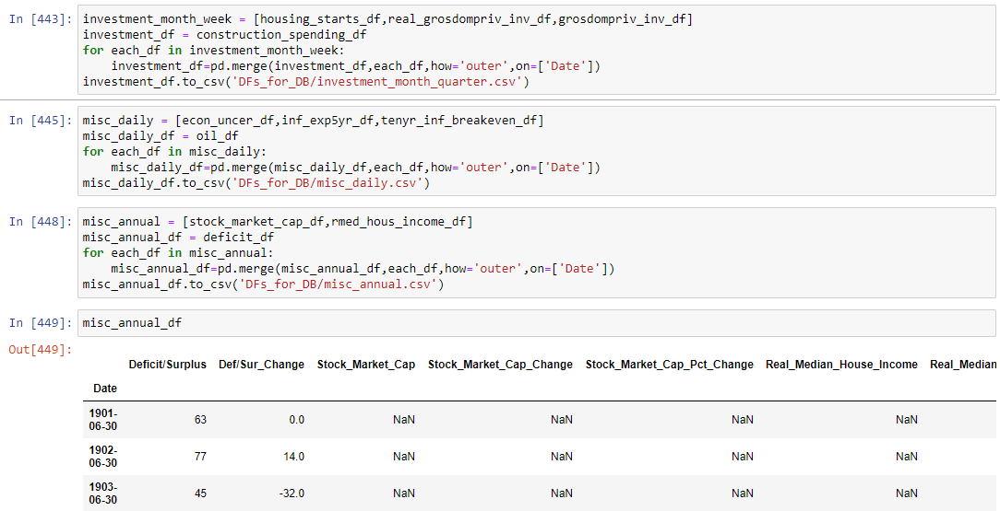 In [443]: investment_month_week = [housing_starts_df,real_grosdompriv_inv_df,grosdompriv_inv_df]
investment_df = construction_spending_df
for each_df in investment_month_week:
    investment_df=pd.merge(investment_df,each_df,how='outer',on=['Date'])
investment_df.to_csv('DFs_for_DB/investment_month_quarter.csv')
In [445]: misc_daily = [econ_uncer_df,inf_exp5yr_df,tenyr_inf_breakeven_df]
misc_daily_df = oil_df
for each_df in misc_daily:
    misc_daily_df=pd.merge(misc_daily_df,each_df,how='outer',on=['Date'])
misc_daily_df.to_csv('DFs_for_DB/misc_daily.csv')
In [448]: misc_annual = [stock_market_cap_df,rmed_hous_income_df]
misc_annual_df = deficit_df
for each_df in misc_annual:
    misc_annual_df=pd.merge(misc_annual_df,each_df,how='outer',on=['Date'])
misc_annual_df.to_csv('DFs_for_DB/misc_annual.csv')
In [449]: misc_annual_df
Out[449]:
Deficit/Surplus Def/Sur_Change Stock_Market_Cap Stock_Market_Cap_Change Stock_Market_Cap_Pct_Change Real_Median_House_Income Real_Median
Date
1901-
06-30 63 0.0 NaN NaN NaN NaN
1902-
06-30 77 14.0 NaN NaN NaN NaN
1903-
06-30 45 -32.0 NaN NaN NaN NaN